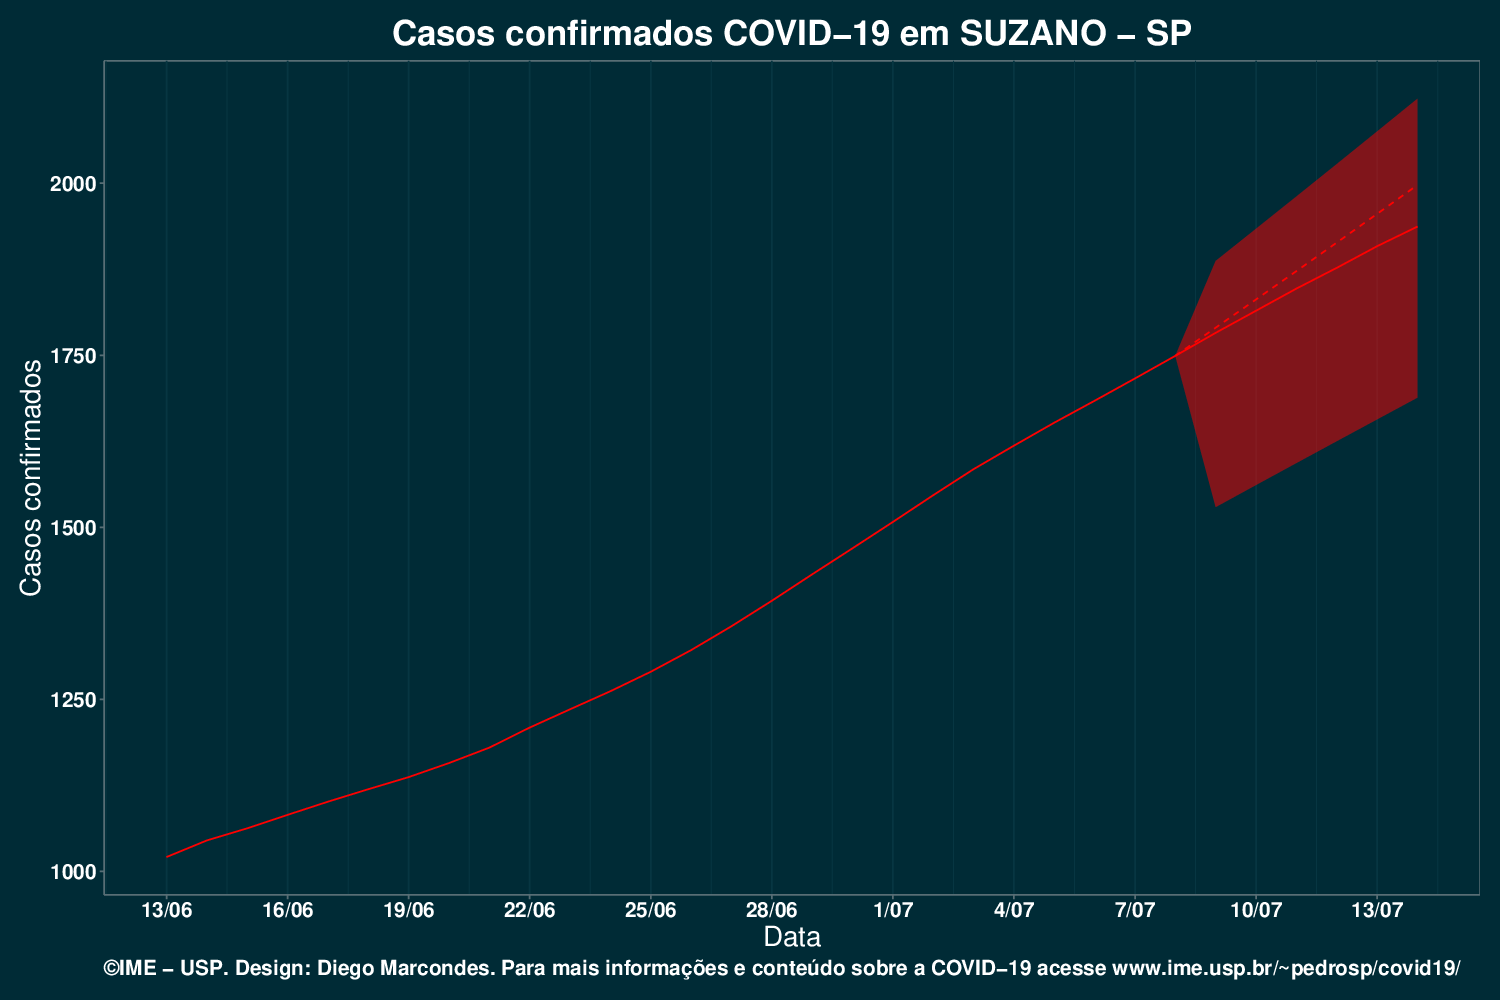 Casos confirmados COVID−19 em SUZANO − SP
Casos confirmados
2000
1750
1500
1250
1000
13/06 16/06 19/06 22/06 25/06 28/06 1/07 4/07 7/07 10/07 13/07
Data
©IME − USP. Design: Diego Marcondes. Para mais informações e conteúdo sobre a COVID−19 acesse www.ime.usp.br/~pedrosp/covid19/